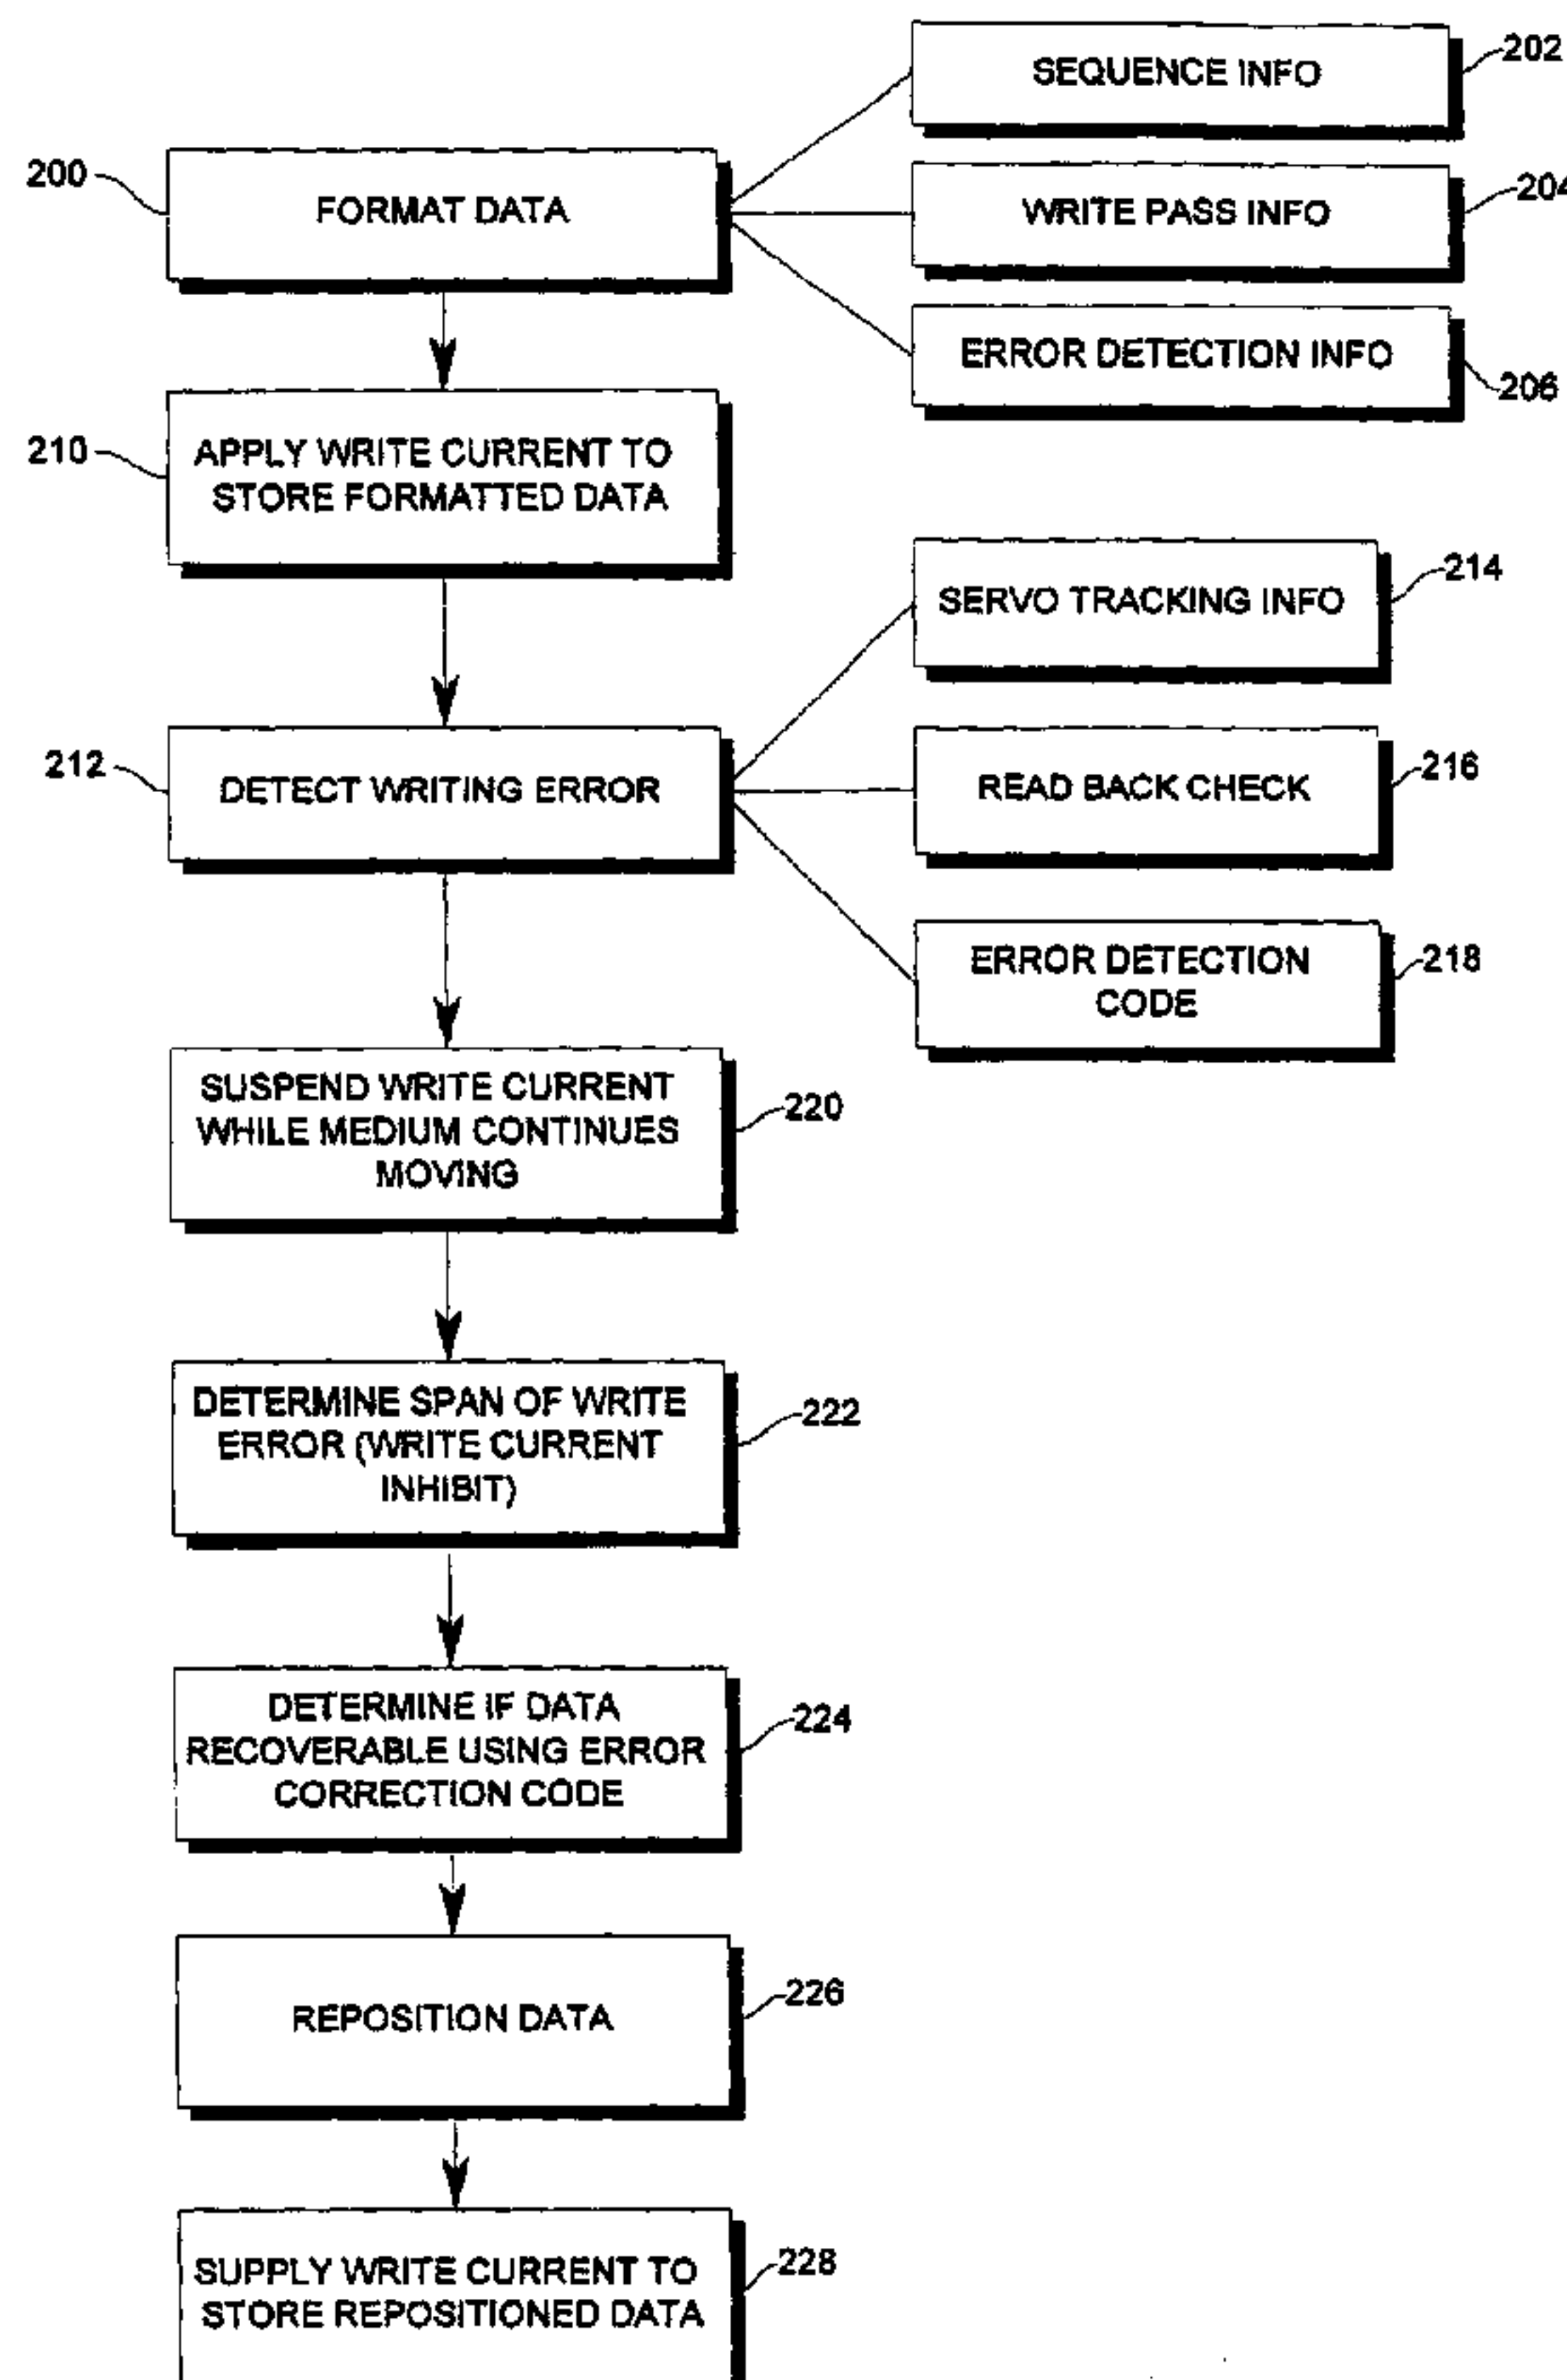 SEQUENCE INFO
202
200
FORMAT DATA
WRITE PASS INFO
204
ERROR DETECTION INFO
206
210
APPLY WRITE CURRENT TO
STORE FORMATTED DATA
SERVO TRACKING INFO
214
212
DETECT WRITING ERROR
READ BACK CHECK
216
ERROR DETECTION
CODE
218
SUSPEND WRITE CURRENT
WHILE MEDIUM CONTINUES
MOVING
220
DETERMINE SPAN OF WRITE
ERROR (WRITE CURRENT
INHIBIT)
222
DETERMINE IF DATA
RECOVERABLE USING ERROR
CORRECTION CODE
224
REPOSITION DATA
226
SUPPLY WRITE CURRENT TO
STORE REPOSITIONED DATA
228